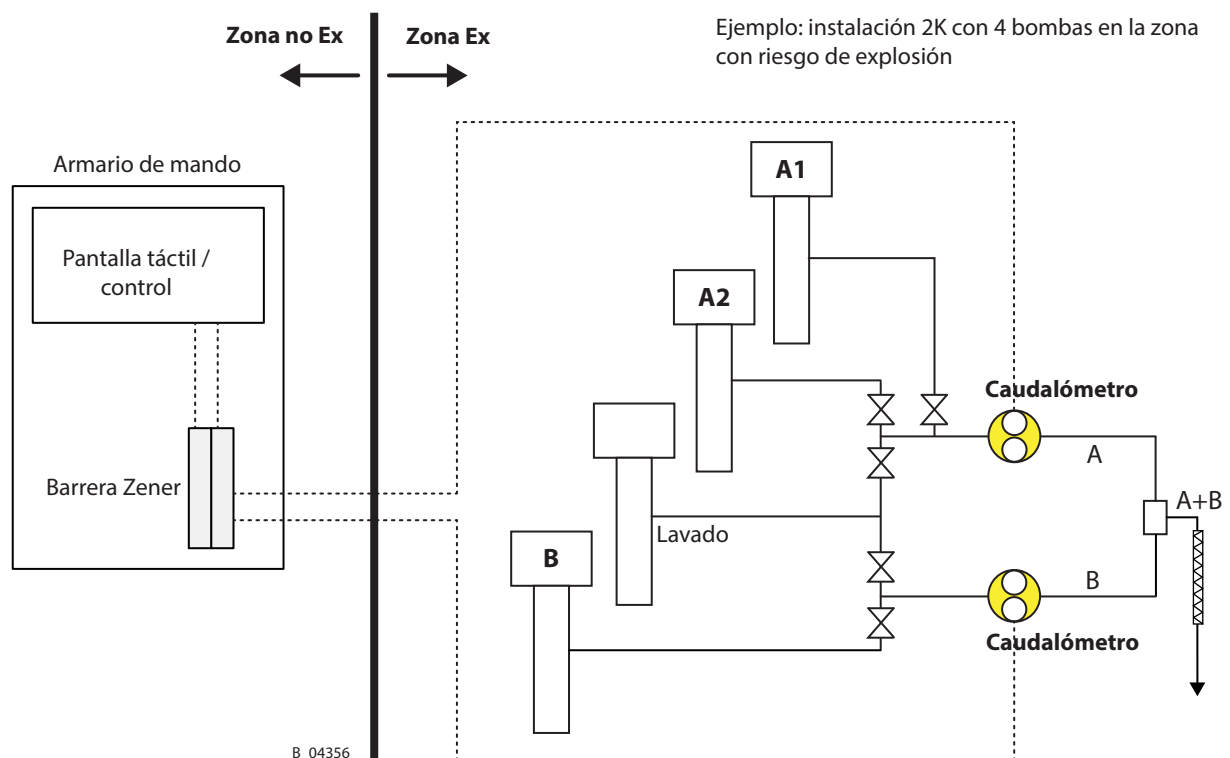 Zona no Ex
Zona Ex
Ejemplo: instalación 2K con 4 bombas en la zona
con riesgo de explosión
Armario de mando
Pantalla táctil /
control
Barrera Zener
A1
A2
Lavado
B
Caudalómetro
A
A+B
B
Caudalómetro
B_04356